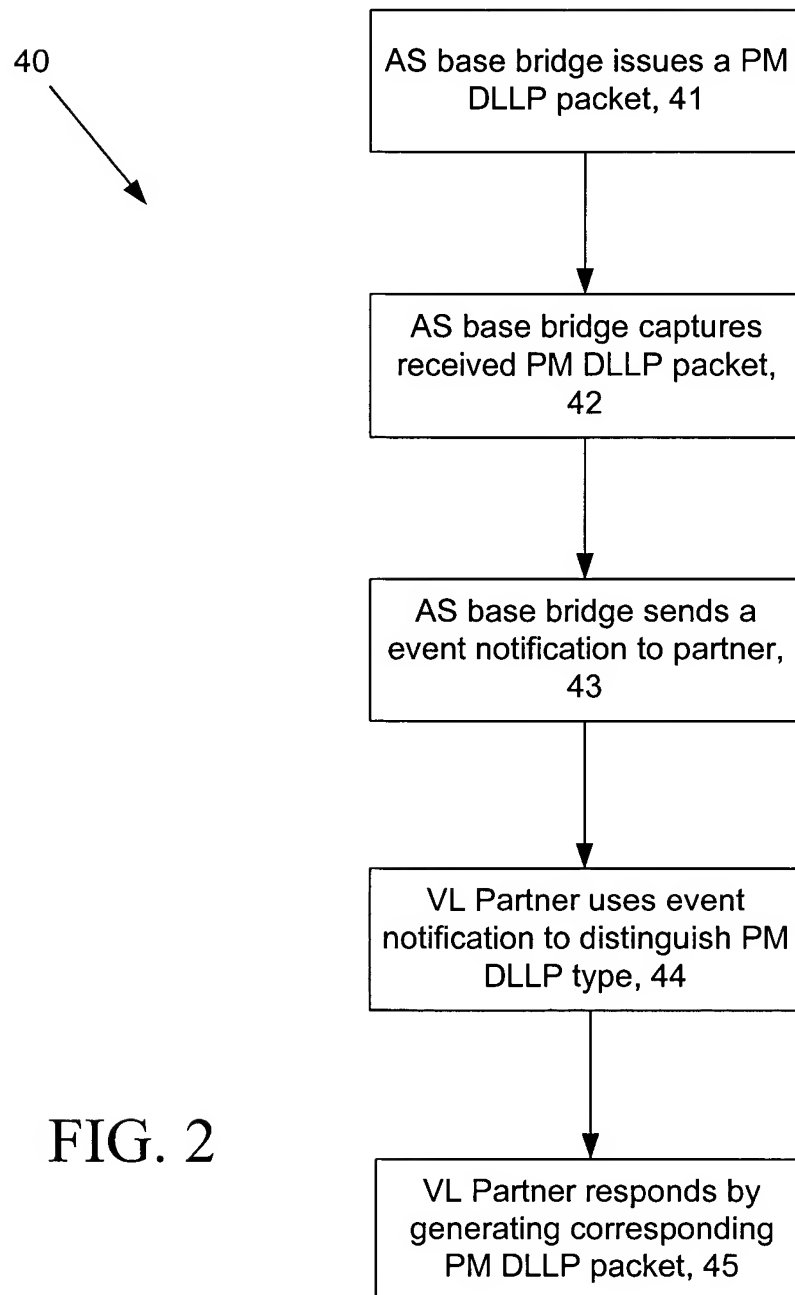 40
AS base bridge issues a PM
DLLP packet, 41
AS base bridge captures
received PM DLLP packet,
42
AS base bridge sends a
event notification to partner,
43
VL Partner uses event
notification to distinguish PM
DLLP type, 44
FIG. 2
VL Partner responds by
generating corresponding
PM DLLP packet, 45